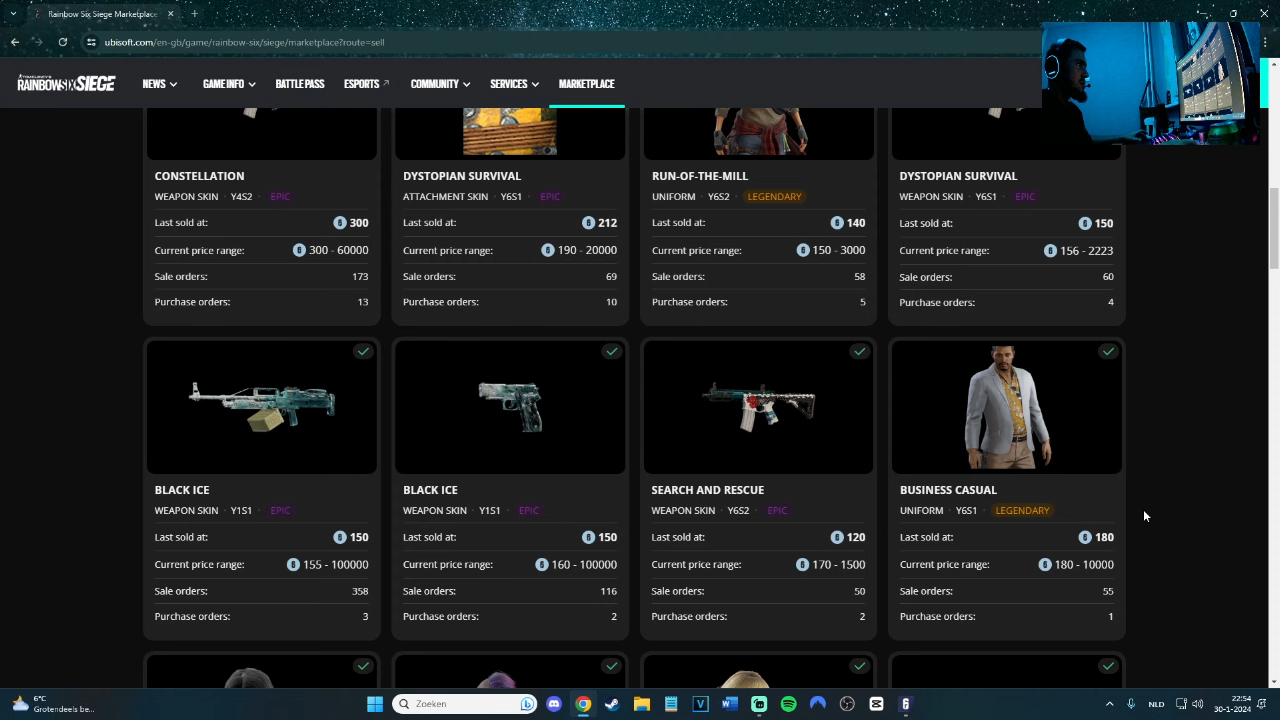 Rainbow Six Siege Marketplace
ubisoft.com/en-gb/game/rainbow-six/siege/marketplace?route=sell
RAINBOWSIX SIEGE
NEWS
GAME INFO
BATTLE PASS
ESPORTS
COMMUNITY
SERVICES
MARKETPLACE
CONSTELLATION
WEAPON SKIN · Y4S2 · EPIC
Last sold at: 300
Current price range: 300 - 60000
Sale orders: 173
Purchase orders: 13
DYSTOPIAN SURVIVAL
ATTACHMENT SKIN · Y6S1 · EPIC
Last sold at: 212
Current price range: 190 - 20000
Sale orders: 69
Purchase orders: 10
RUN-OF-THE-MILL
UNIFORM · Y6S2 · LEGENDARY
Last sold at: 140
Current price range: 150 - 3000
Sale orders: 58
Purchase orders: 5
DYSTOPIAN SURVIVAL
WEAPON SKIN · Y6S1 · EPIC
Last sold at: 150
Current price range: 156 - 2223
Sale orders: 60
Purchase orders: 4
BLACK ICE
WEAPON SKIN · Y1S1 · EPIC
Last sold at: 150
Current price range: 155 - 100000
Sale orders: 358
Purchase orders: 3
BLACK ICE
WEAPON SKIN · Y1S1 · EPIC
Last sold at: 150
Current price range: 160 - 100000
Sale orders: 116
Purchase orders: 2
SEARCH AND RESCUE
WEAPON SKIN · Y6S2 · EPIC
Last sold at: 120
Current price range: 170 - 1500
Sale orders: 50
Purchase orders: 2
BUSINESS CASUAL
UNIFORM · Y6S1 · LEGENDARY
Last sold at: 180
Current price range: 180 - 10000
Sale orders: 55
Purchase orders: 1
6°C
Gedeeltelijk be...
Zoeken
NLD
22:54
30-1-2024